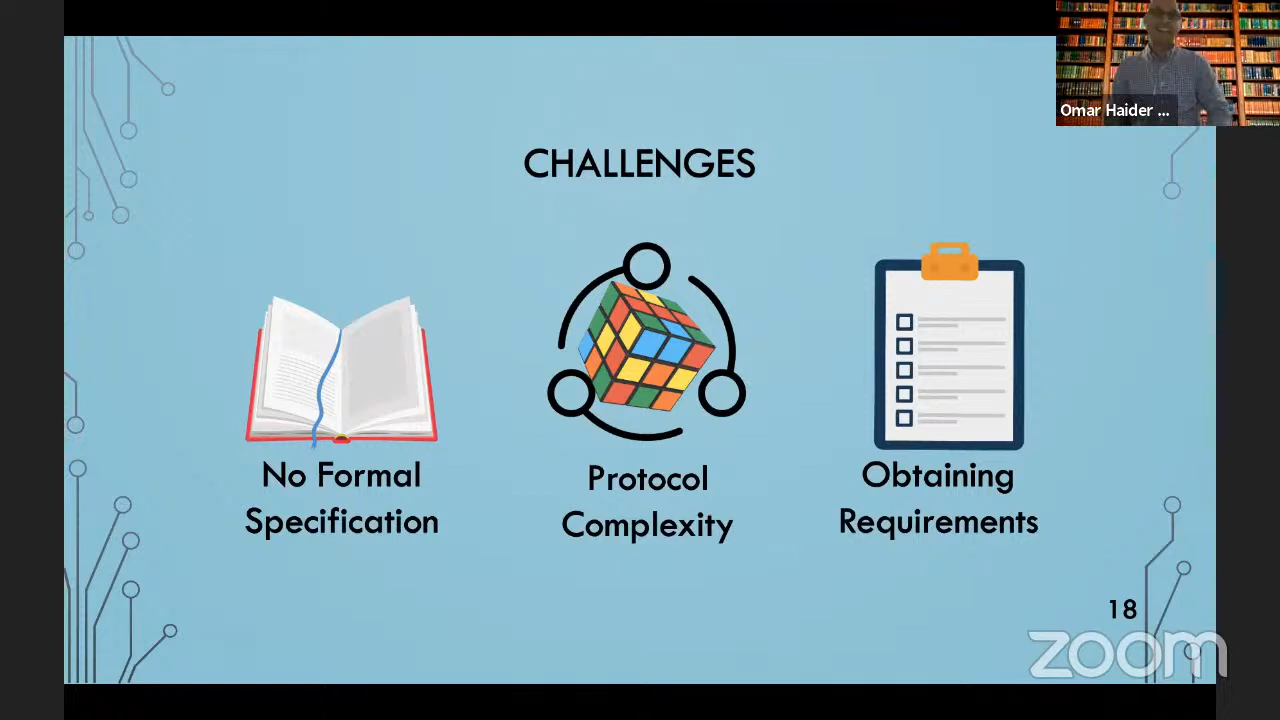 Omar Haider ...
CHALLENGES
No Formal
Specification
Protocol
Complexity
Obtaining
Requirements
18
zoom